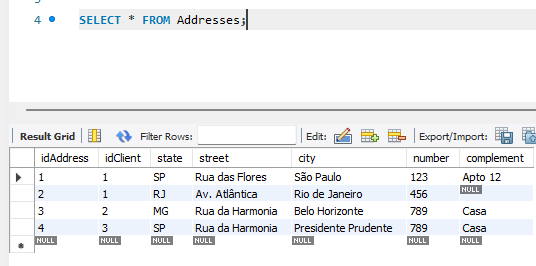 4 SELECT * FROM Addresses;
Result Grid Filter Rows: Edit: Export/Import:
idAddress idClient state street city number complement
1 1 SP Rua das Flores São Paulo 123 Apto 12
2 1 RJ Av. Atlântica Rio de Janeiro 456 NULL
3 2 MG Rua da Harmonia Belo Horizonte 789 Casa
4 3 SP Rua da Harmonia Presidente Prudente 789 Casa
NULL NULL NULL NULL NULL NULL NULL